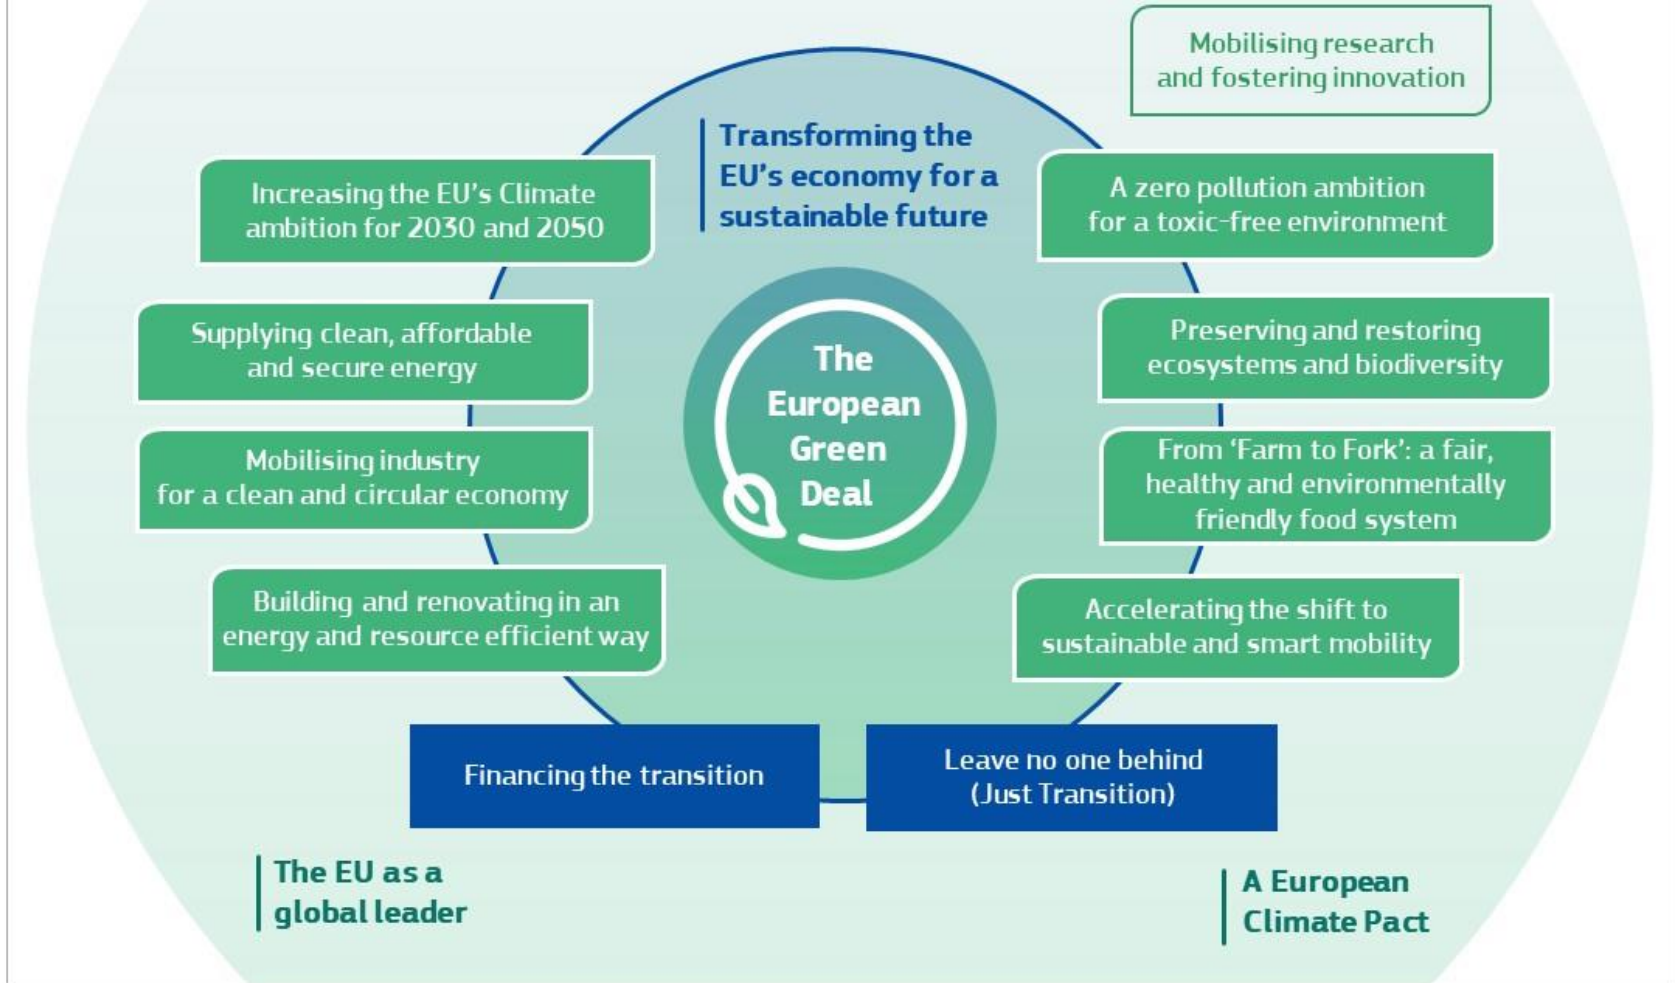 Mobilising research
and fostering innovation
Transforming the
EU's economy for a
sustainable future
Increasing the EU's Climate
ambition for 2030 and 2050
A zero pollution ambition
for a toxic-free environment
Supplying clean, affordable
and secure energy
Preserving and restoring
ecosystems and biodiversity
The
European
Green
Deal
Mobilising industry
for a clean and circular economy
From ‘Farm to Fork’: a fair,
healthy and environmentally
friendly food system
Building and renovating in an
energy and resource efficient way
Accelerating the shift to
sustainable and smart mobility
Financing the transition
Leave no one behind
(Just Transition)
The EU as a
global leader
A European
Climate Pact